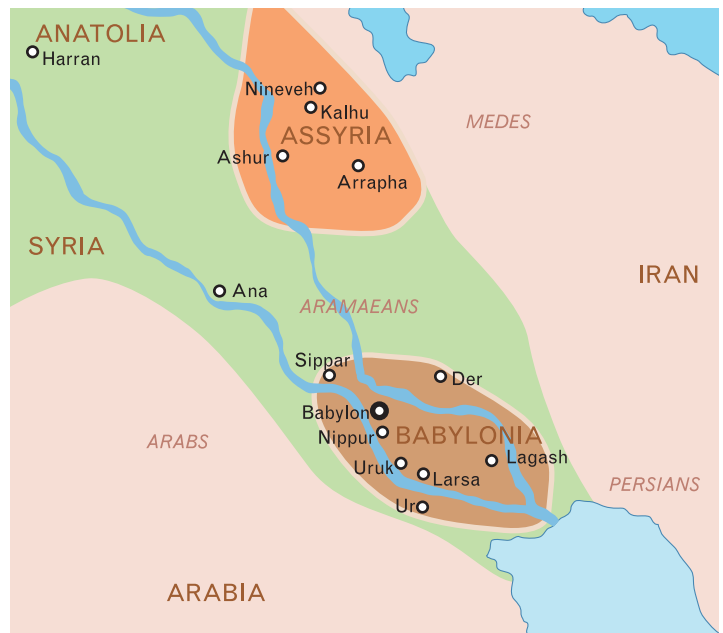 ANATOLIA
Harran
Nineveh
Kalhu
MEDES
ASSYRIA
Ashur
Arrapha
SYRIA
IRAN
Ana
ARAMAEANS
Sippar
Der
Babylon
Nippur
BABYLONIA
ARABS
Uruk
Lagash
Larsa
PERSIANS
Ur
ARABIA